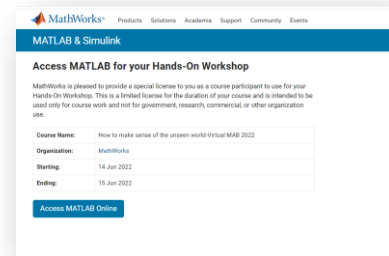 MathWorks®
Products Solutions Academia Support Community Events
MATLAB & Simulink
Access MATLAB for your Hands-On Workshop
MathWorks is pleased to provide a special license to you as a course participant to use for your
Hands-On Workshop. This is a limited license for the duration of your course and is intended to be
used only for course work and not for government, research, commercial, or other organization
use.
Course Name: How to make sense of the unseen world-Virtual MAB 2022
Organization: MathWorks
Starting: 14 Jun 2022
Ending: 15 Jun 2022
Access MATLAB Online